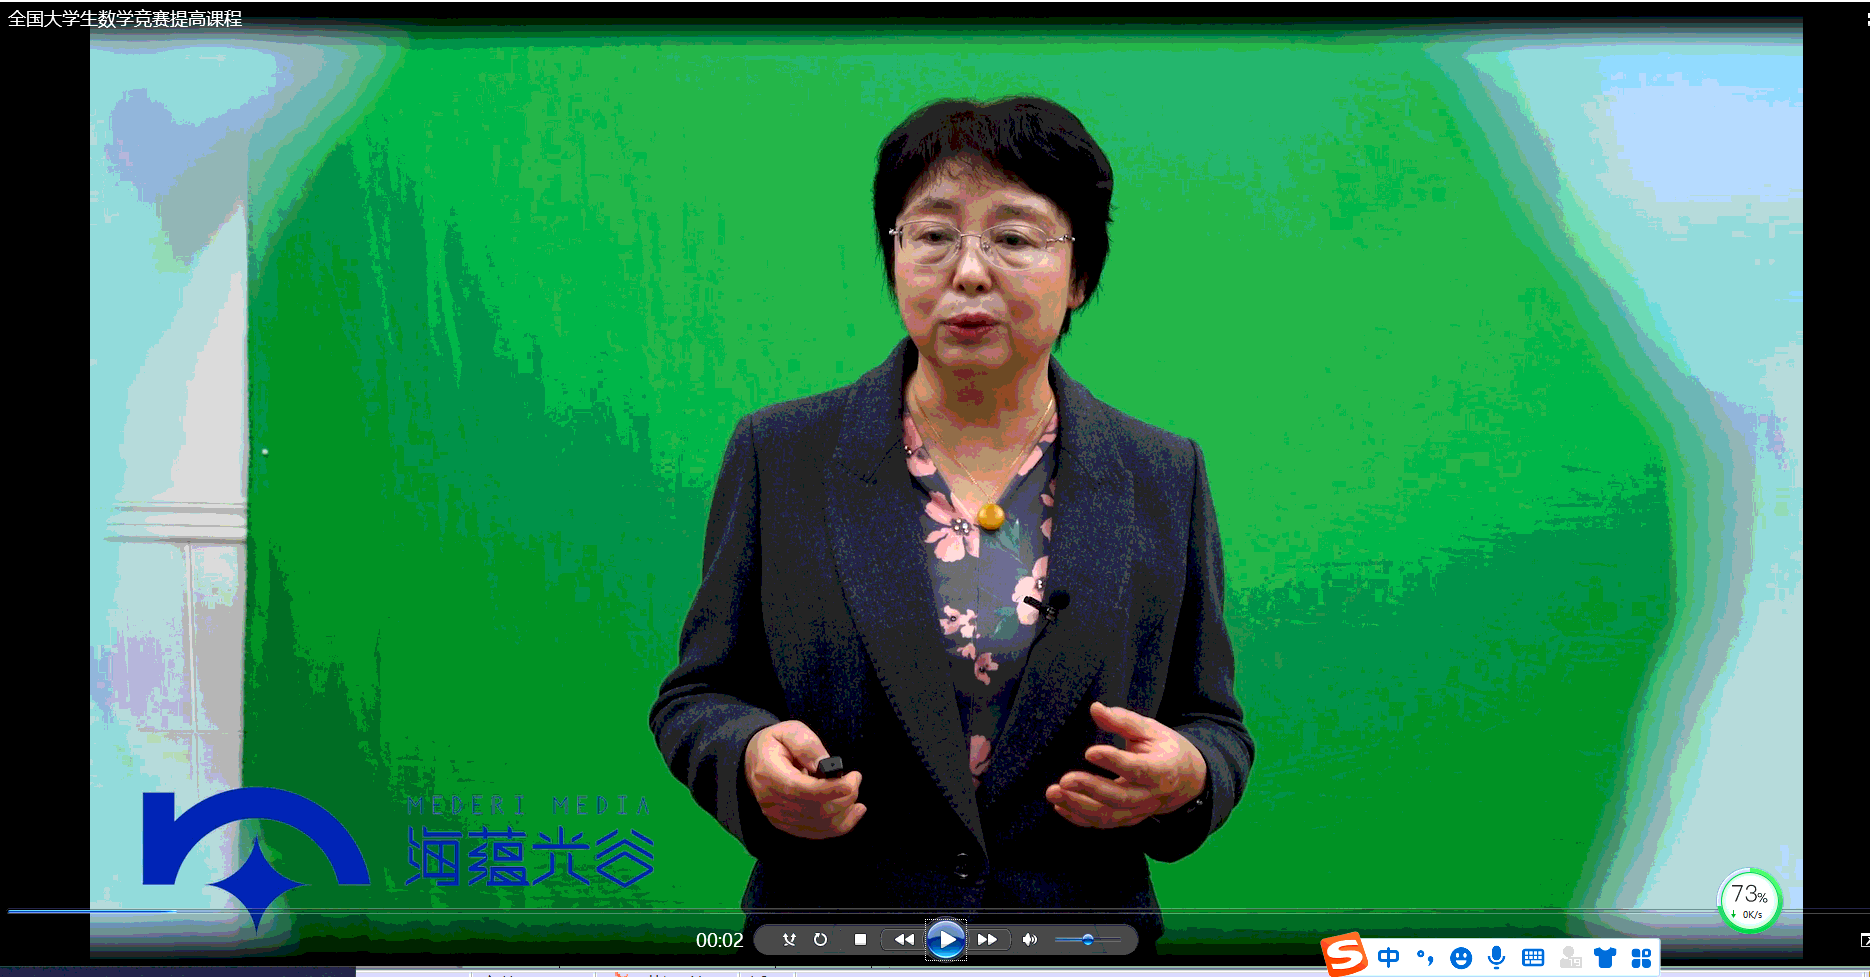 全国大学生数学竞赛提高课程
MEDERI MEDIA
海蕴光谷
73%
↓ 0K/s
00:02
S 中 °,